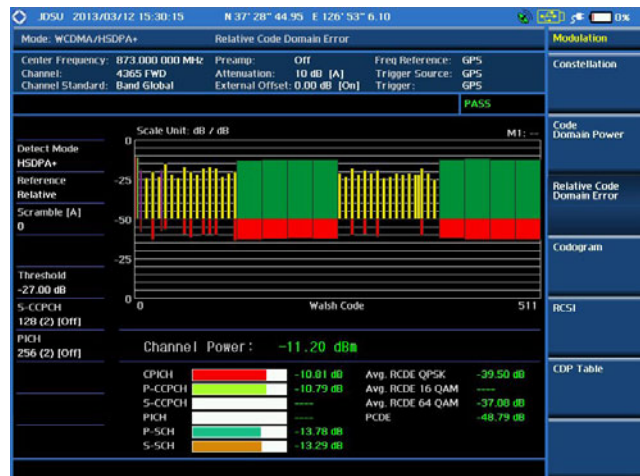 JDSU 2013/03/12 15:30:15 N 37° 28" 44.95 E 126° 53" 6.10 0%
Mode: WCDMA/HSDPA+ Relative Code Domain Error Modulation
Center Frequency: 873.000 000 MHz Preamp: Off Freq Reference: GPS
Channel: 4365 FWD Attenuation: 10 dB [A] Trigger Source: GPS
Channel Standard: Band Global External Offset: 0.00 dB [On] Trigger: GPS
PASS
Constellation
Code
Domain Power
Relative Code
Domain Error
Codogram
RCSI
CDP Table
Scale Unit: dB / dB M1: --
Detect Mode
HSDPA+
Reference
Relative
Scramble [A]
0
Threshold
-27.00 dB
S-CCPCH
128 (2) [Off]
PICH
256 (2) [Off]
0
-25
-50
-25
0
0 Walsh Code 511
Channel Power: -11.20 dBm
CPICH -10.81 dB Avg. RCDE QPSK -39.50 dB
P-CCPCH -10.79 dB Avg. RCDE 16 QAM ----
S-CCPCH ---- Avg. RCDE 64 QAM -37.08 dB
PICH ---- PCDE -48.79 dB
P-SCH -13.78 dB
S-SCH -13.29 dB